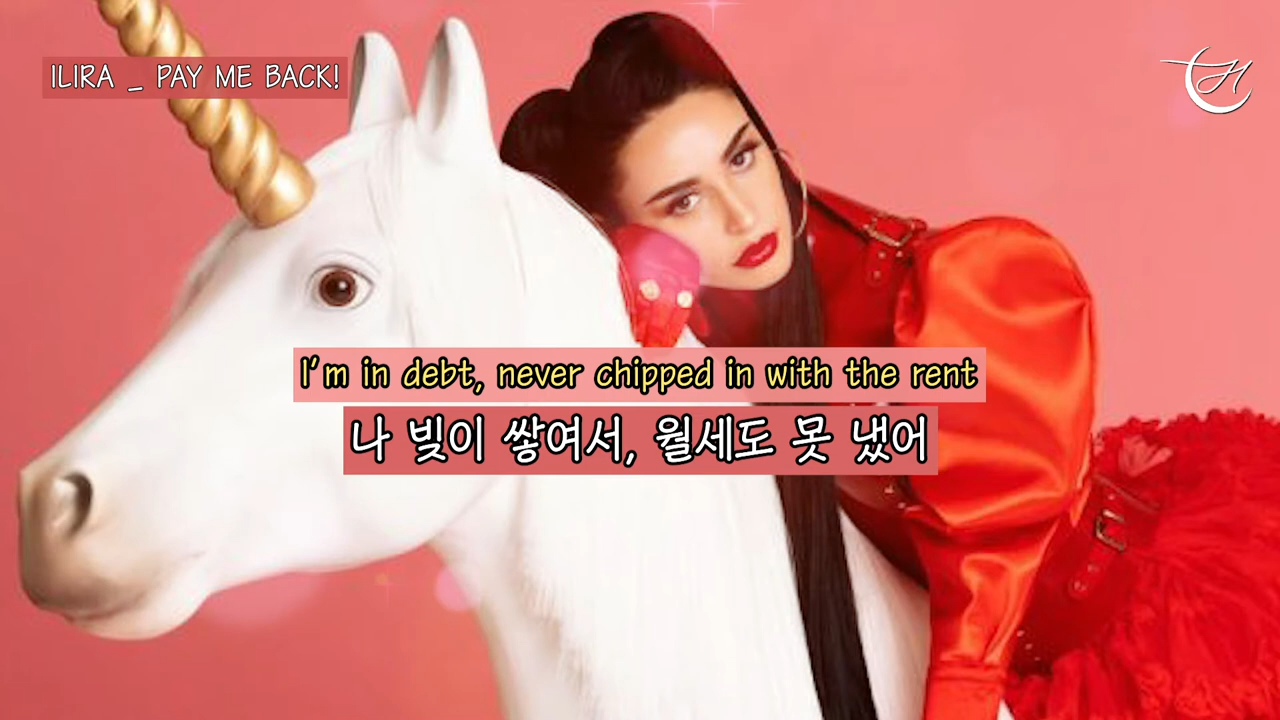 ILIRA _ PAY ME BACK!
I'm in debt, never chipped in with the rent
나 빚이 쌓여서, 월세도 못 냈어